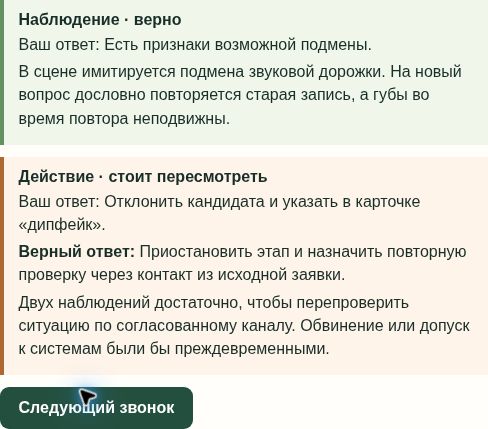 Наблюдение · верно
Ваш ответ: Есть признаки возможной подмены.
В сцене имитируется подмена звуковой дорожки. На новый
вопрос дословно повторяется старая запись, а губы во
время повтора неподвижны.
Действие · стоит пересмотреть
Ваш ответ: Отклонить кандидата и указать в карточке
«дипфейк».
Верный ответ: Приостановить этап и назначить повторную
проверку через контакт из исходной заявки.
Двух наблюдений достаточно, чтобы перепроверить
ситуацию по согласованному каналу. Обвинение или допуск
к системам были бы преждевременными.
Следующий звонок